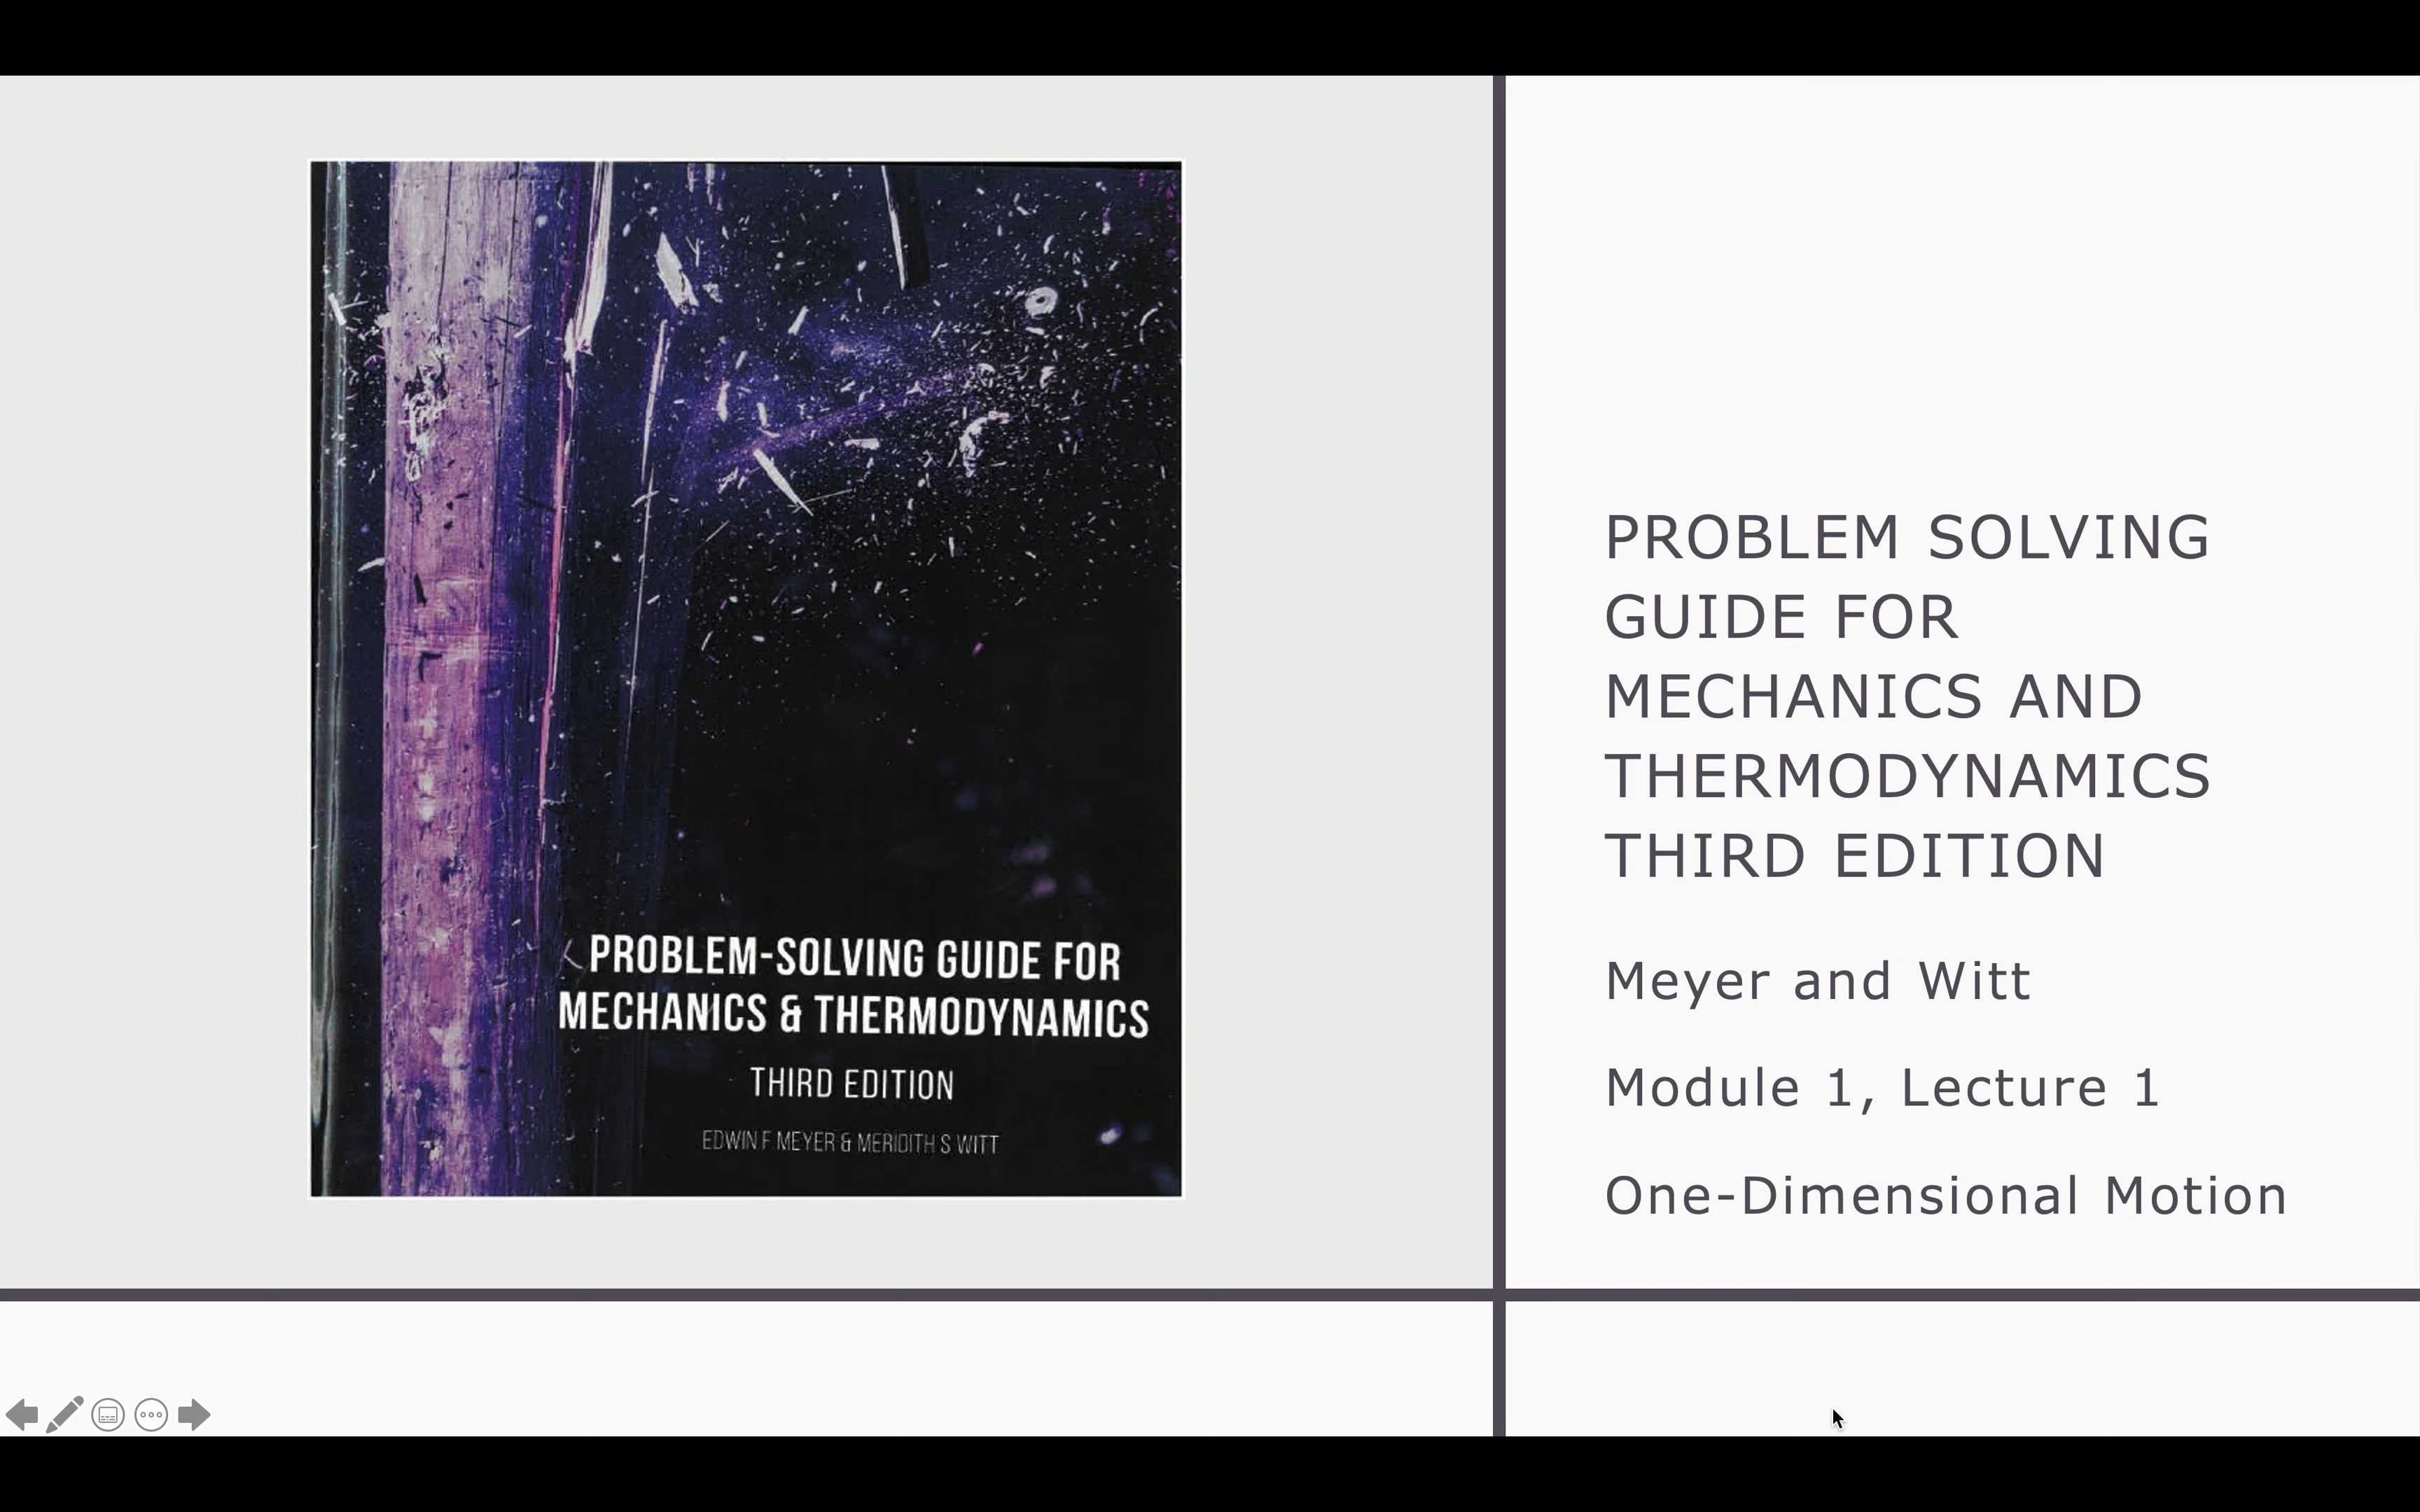 PROBLEM-SOLVING GUIDE FOR
MECHANICS & THERMODYNAMICS
THIRD EDITION
EDWIN F MEYER & MERIDITH S WITT
PROBLEM SOLVING
GUIDE FOR
MECHANICS AND
THERMODYNAMICS
THIRD EDITION
Meyer and Witt
Module 1, Lecture 1
One-Dimensional Motion